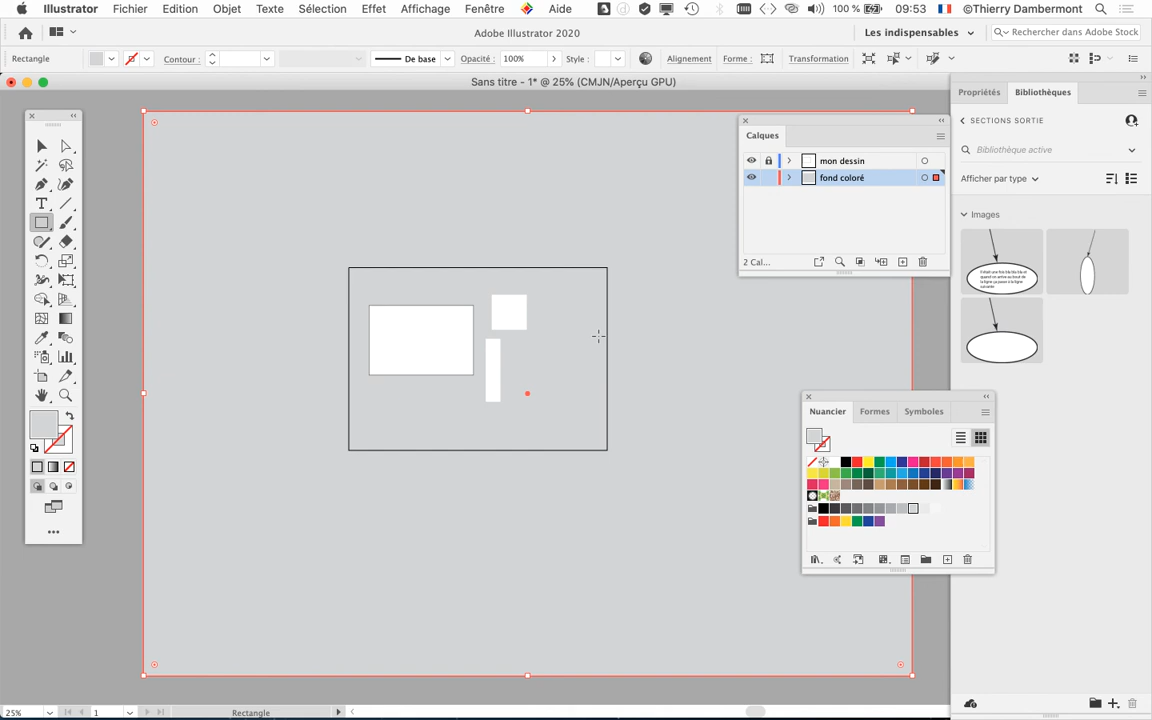 Illustrator Fichier Edition Objet Texte Sélection Effet Affichage Fenêtre Aide 100 % 09:53 ©Thierry Dambermont
Adobe Illustrator 2020 Les indispensables Rechercher dans Adobe Stock
Rectangle Contour : De base Opacité : 100% Style : Alignement Forme : Transformation
Sans titre - 1* @ 25% (CMJN/Aperçu GPU)
Propriétés Bibliothèques
SECTIONS SORTIE
Bibliothèque active
Afficher par type
Images
Calques
mon dessin
fond coloré
2 Cal...
Nuancier Formes Symboles
25% 1 Rectangle